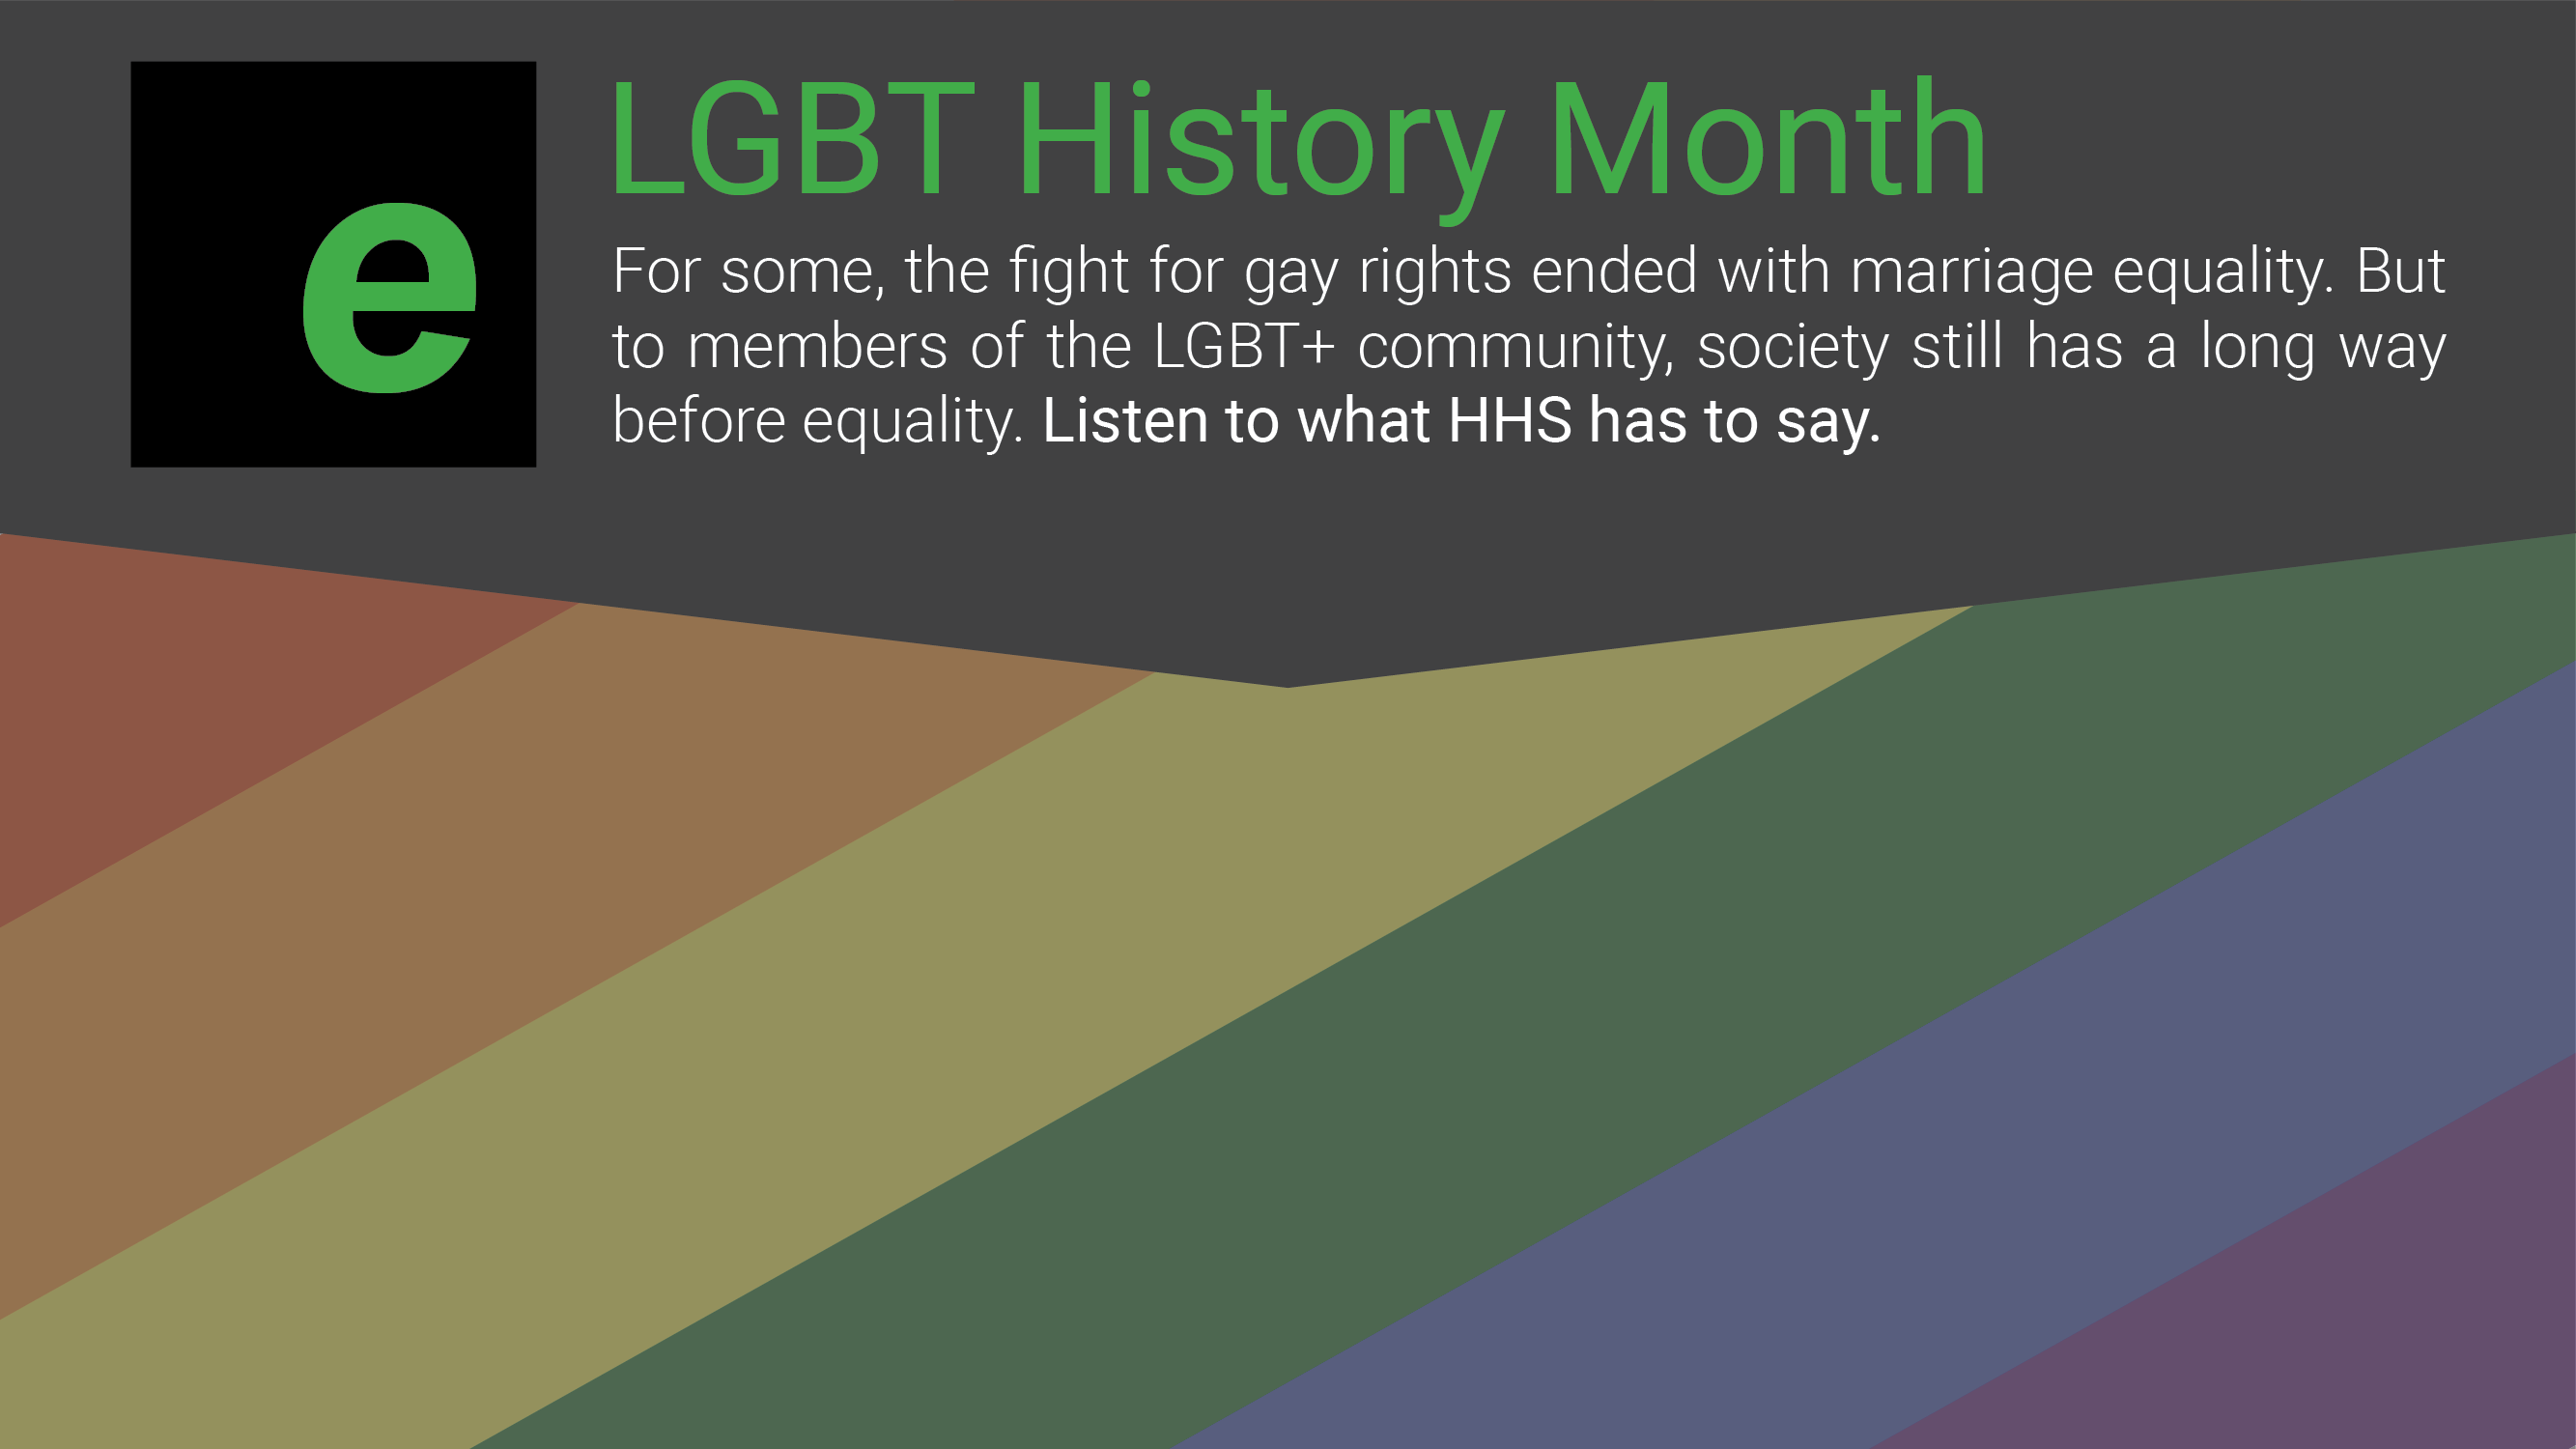 e
LGBT History Month
For some, the fight for gay rights ended with marriage equality. But
to members of the LGBT+ community, society still has a long way
before equality. Listen to what HHS has to say.